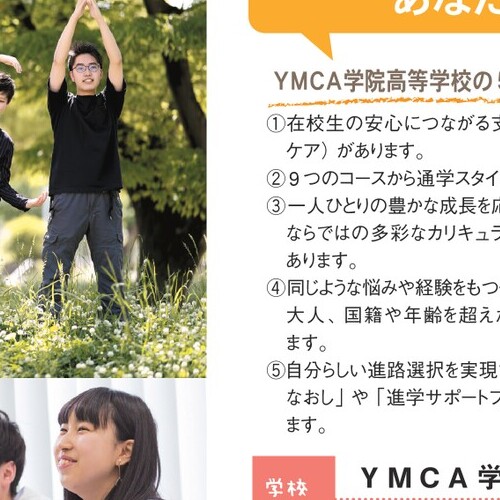 あなた
YMCA学院高等学校の
①在校生の安心につながる
ケア）があります。
②９つのコースから通学スタイ
③一人ひとりの豊かな成長を
ならではの多彩なカリキュラ
あります。
④同じような悩みや経験をもつ
大人、国籍や年齢を超え
ます。
⑤自分らしい進路選択を実現
なおし」や「進学サポートプ
ます。
学校
YMCA学